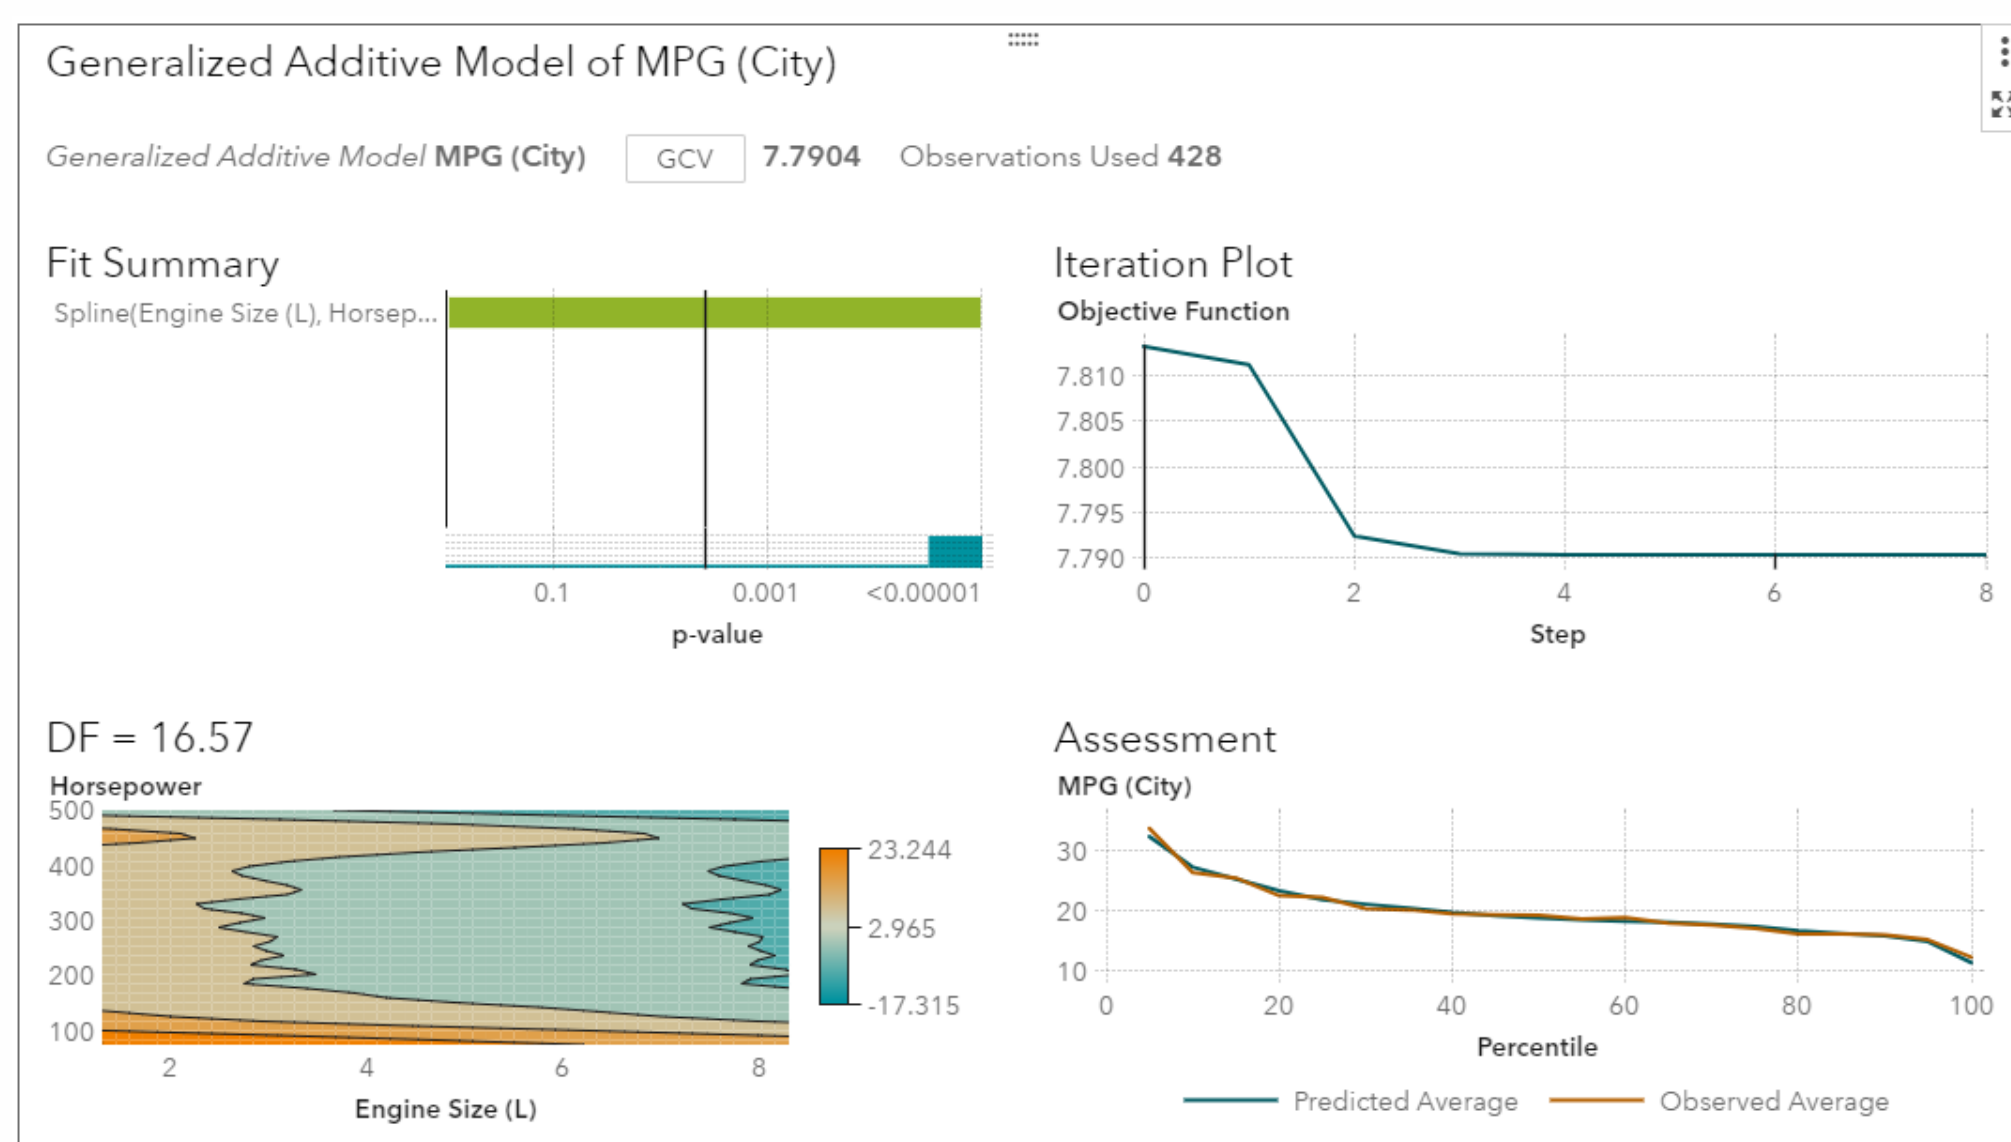 Generalized Additive Model of MPG (City)
Generalized Additive Model MPG (City) GCV 7.7904 Observations Used 428
Fit Summary
Spline(Engine Size (L), Horsep...
0.1 0.001 <0.00001
p-value
Iteration Plot
Objective Function
7.810
7.805
7.800
7.795
7.790
0 2 4 6 8
Step
DF = 16.57
Horsepower
500
400
300
200
100
2 4 6 8
Engine Size (L)
23.244
2.965
-17.315
Assessment
MPG (City)
30
20
10
0 20 40 60 80 100
Percentile
Predicted Average Observed Average